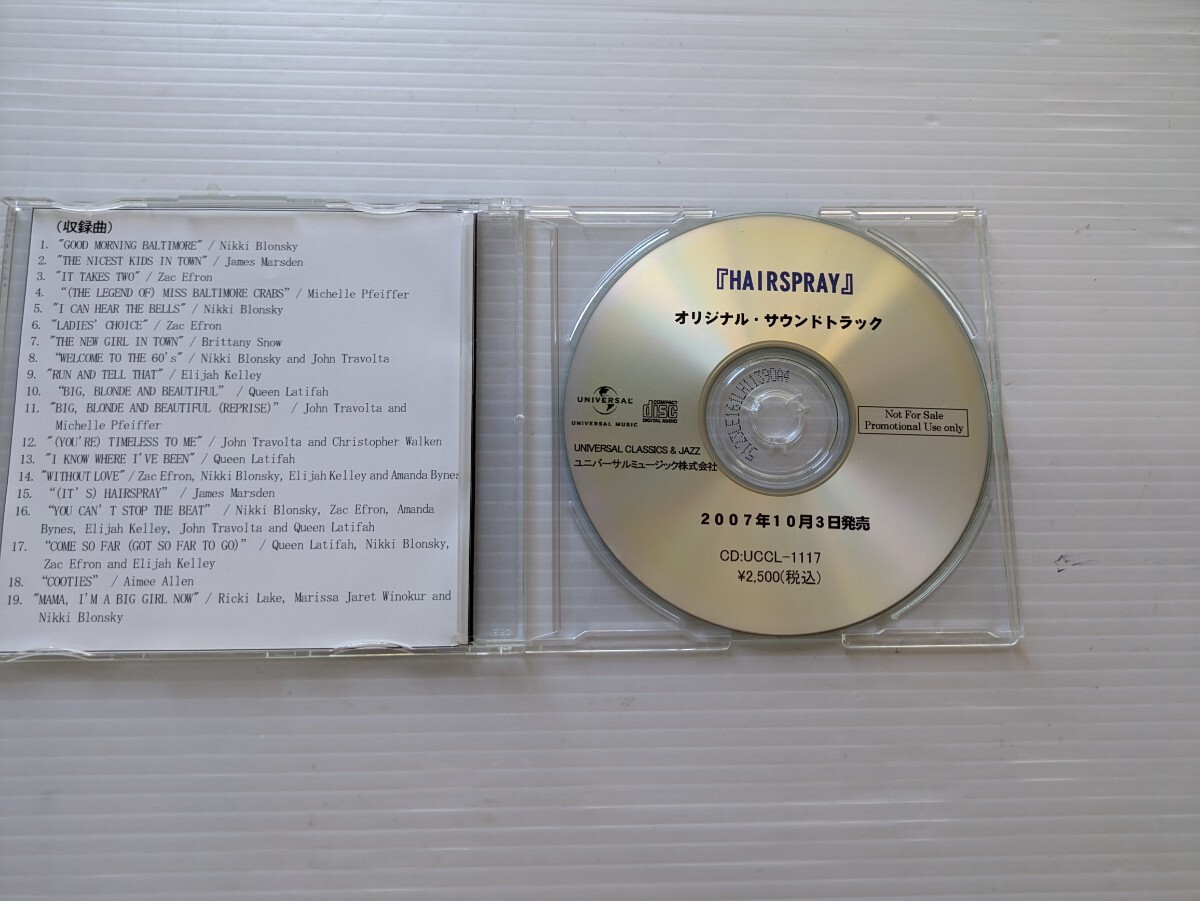 (収録曲)
1. "GOOD MORNING BALTIMORE" / Nikki Blonsky
2. "THE NICEST KIDS IN TOWN" / James Marsden
3. "IT TAKES TWO" / Zac Efron
4. “(THE LEGEND OF) MISS BALTIMORE CRABS” / Michelle Pfeiffer
5. "I CAN HEAR THE BELLS" / Nikki Blonsky
6. "LADIES' CHOICE" / Zac Efron
7. "THE NEW GIRL IN TOWN" / Brittany Snow
8. “WELCOME TO THE 60's" / Nikki Blonsky and John Travolta
9. "RUN AND TELL THAT" / Elijah Kelley
10. “BIG, BLONDE AND BEAUTIFUL” / Queen Latifah
11. "BIG, BLONDE AND BEAUTIFUL (REPRISE)” / John Travolta and
Michelle Pfeiffer
12. "(YOU'RE) TIMELESS TO ME" / John Travolta and Christopher Walken
13. "I KNOW WHERE I'VE BEEN" / Queen Latifah
14. "WITHOUT LOVE" / Zac Efron, Nikki Blonsky, Elijah Kelley and Amanda Bynes
15. “(IT'S) HAIRSPRAY” / James Marsden
16. “YOU CAN'T STOP THE BEAT” / Nikki Blonsky, Zac Efron, Amanda
Bynes, Elijah Kelley, John Travolta and Queen Latifah
17. “COME SO FAR (GOT SO FAR TO GO)” / Queen Latifah, Nikki Blonsky,
Zac Efron and Elijah Kelley
18. “COOTIES” / Aimee Allen
19. "MAMA, I'M A BIG GIRL NOW" / Ricki Lake, Marissa Jaret Winokur and
Nikki Blonsky
『HAIRSPRAY』
オリジナル・サウンドトラック
UNIVERSAL
UNIVERSAL MUSIC
COMPACT
disc
DIGITAL AUDIO
UNIVERSAL CLASSICS & JAZZ
ユニバーサルミュージック株式会社
Not For Sale
Promotional Use only
2007年10月3日発売
CD:UCCL-1117
¥2,500(税込)